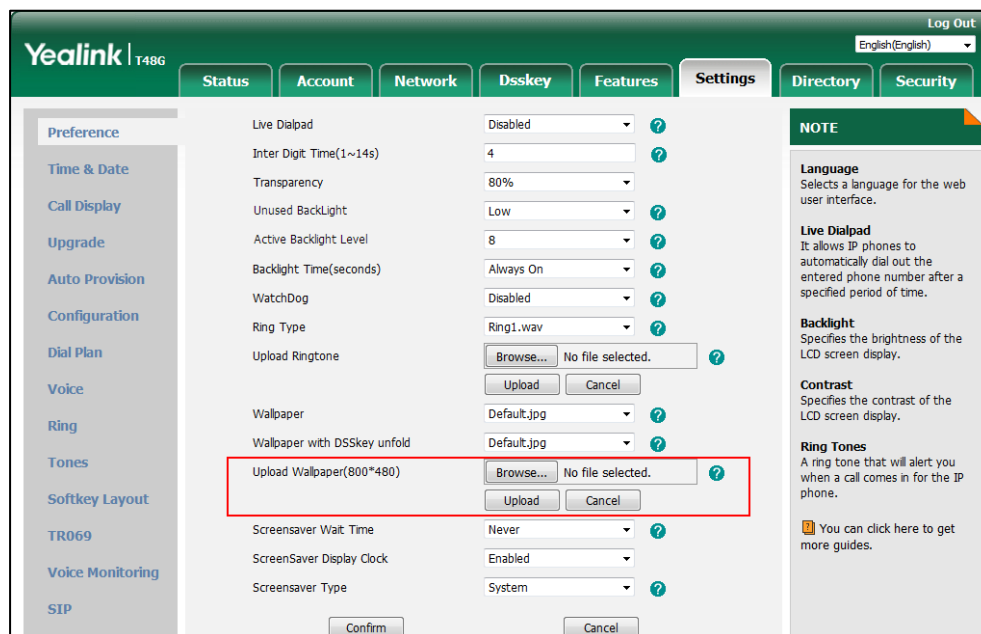 Log Out
Yealink T48G
English(English)
Status Account Network Dsskey Features Settings Directory Security
Preference
Time & Date
Call Display
Upgrade
Auto Provision
Configuration
Dial Plan
Voice
Ring
Tones
Softkey Layout
TR069
Voice Monitoring
SIP
Live Dialpad Disabled ?
Inter Digit Time(1~14s) 4 ?
Transparency 80%
Unused BackLight Low ?
Active Backlight Level 8 ?
Backlight Time(seconds) Always On ?
WatchDog Disabled ?
Ring Type Ring1.wav ?
Upload Ringtone Browse... No file selected. ?
Upload Cancel
Wallpaper Default.jpg ?
Wallpaper with DSSkey unfold Default.jpg ?
Upload Wallpaper(800*480) Browse... No file selected. ?
Upload Cancel
Screensaver Wait Time Never ?
ScreenSaver Display Clock Enabled
Screensaver Type System ?
Confirm Cancel
NOTE
Language
Selects a language for the web
user interface.
Live Dialpad
It allows IP phones to
automatically dial out the
entered phone number after a
specified period of time.
Backlight
Specifies the brightness of the
LCD screen display.
Contrast
Specifies the contrast of the
LCD screen display.
Ring Tones
A ring tone that will alert you
when a call comes in for the IP
phone.
? You can click here to get
more guides.